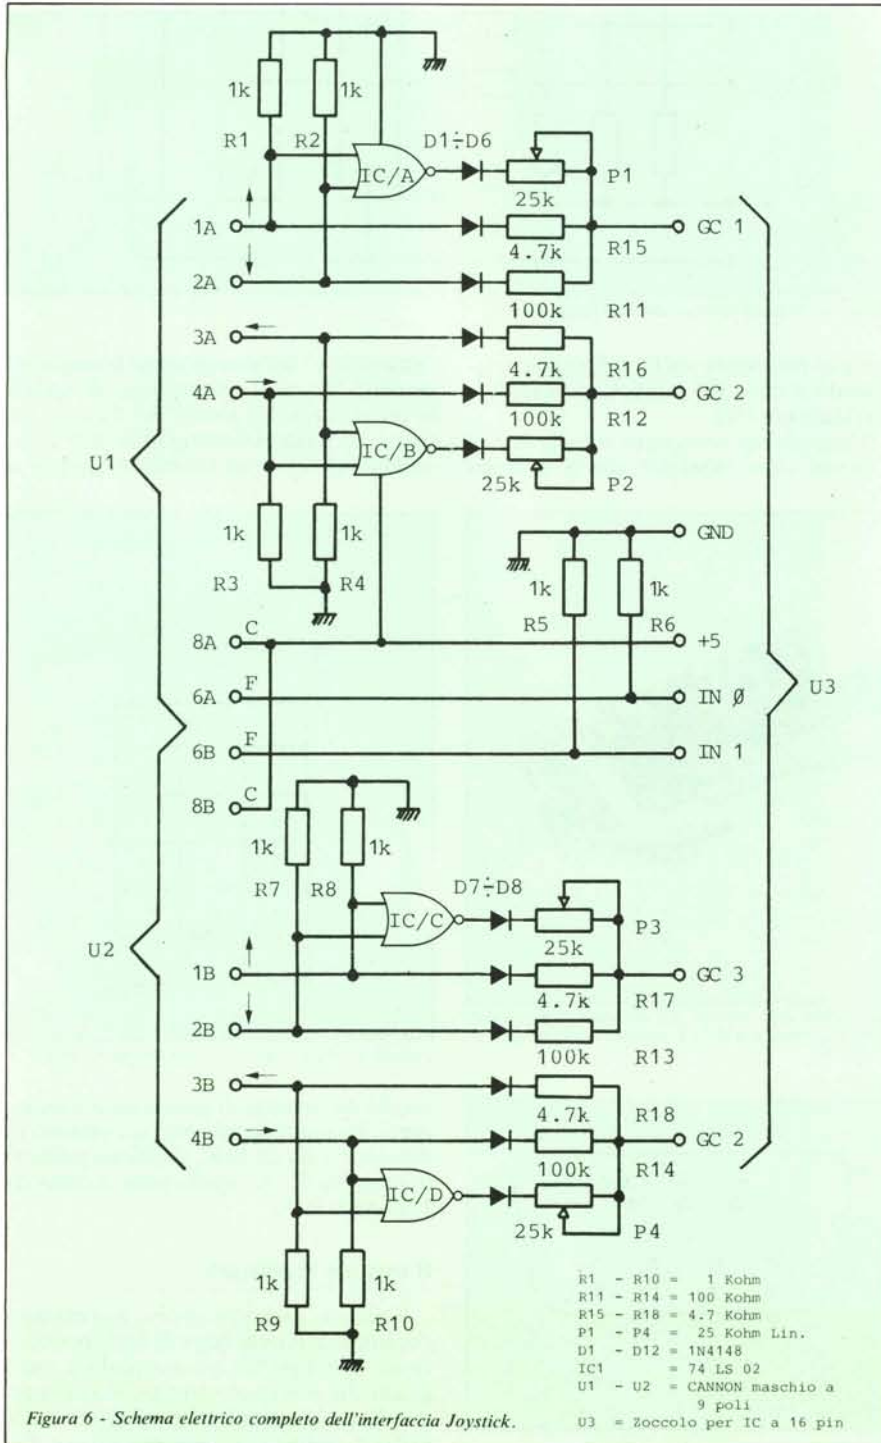 1k
1k
R1
R2
D1÷D6
IC/A
P1
25k
1A
GC 1
4.7k
R15
2A
100k
R11
3A
4.7k
R16
4A
GC 2
100k
R12
IC/B
25k
P2
U1
1k
1k
GND
R3
R4
1k
1k
R5
R6
8A
C
+5
6A
F
IN Ø
U3
6B
F
IN 1
8B
C
1k
1k
R7
R8
D7÷D8
IC/C
P3
25k
U2
1B
GC 3
4.7k
R17
2B
100k
R13
3B
4.7k
R18
4B
GC 2
100k
R14
IC/D
25k
P4
1k
1k
R9
R10
R1 - R10 = 1 Kohm
R11 - R14 = 100 Kohm
R15 - R18 = 4.7 Kohm
P1 - P4 = 25 Kohm Lin.
D1 - D12 = 1N4148
IC1 = 74 LS 02
U1 - U2 = CANNON maschio a
9 poli
U3 = Zoccolo per IC a 16 pin
Figura 6 - Schema elettrico completo dell'interfaccia Joystick.